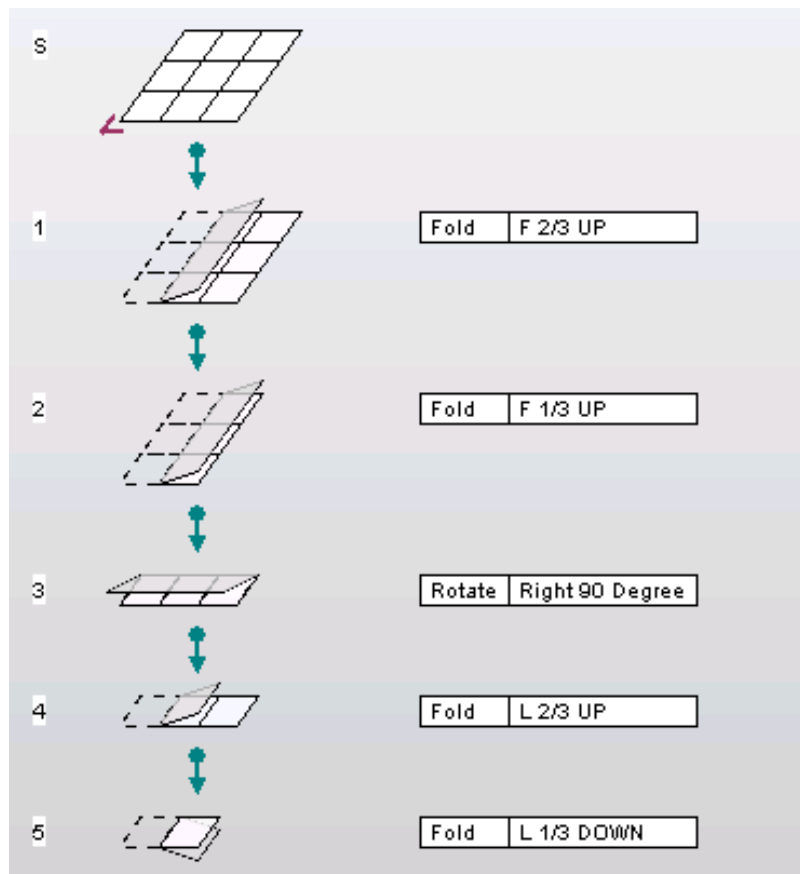 S
1 Fold F 2/3 UP
2 Fold F 1/3 UP
3 Rotate Right 90 Degree
4 Fold L 2/3 UP
5 Fold L 1/3 DOWN